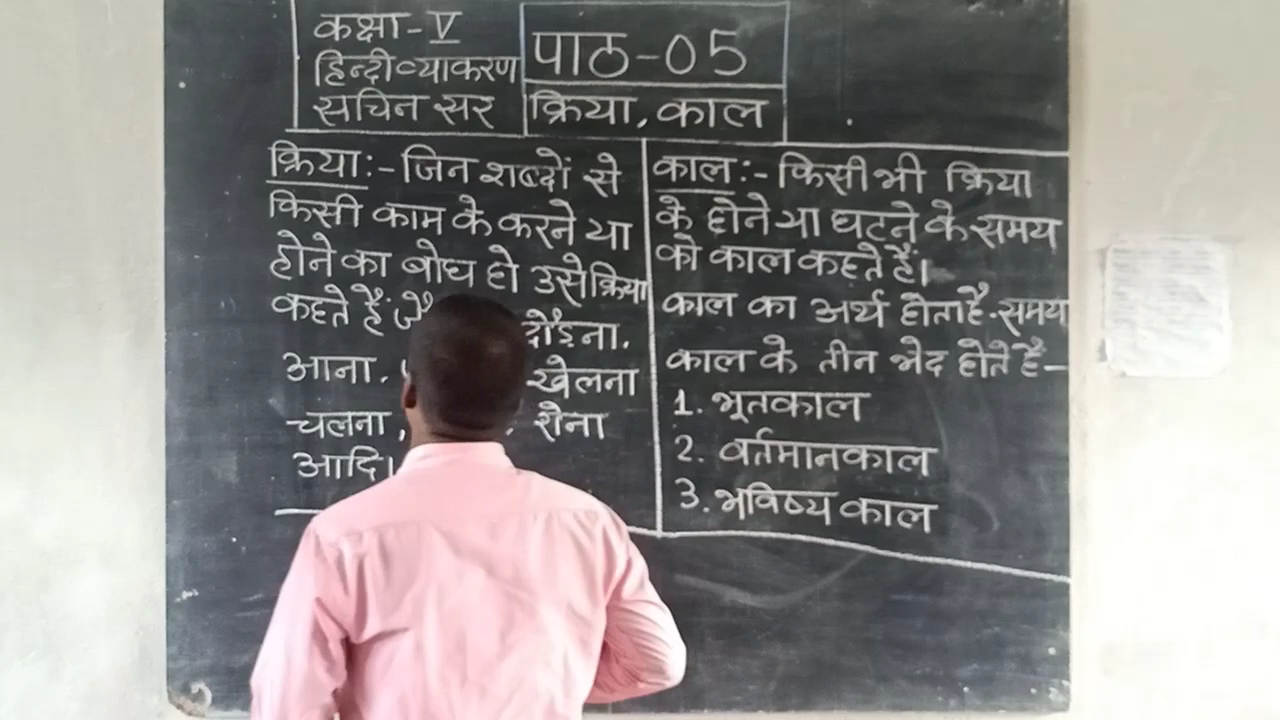 कक्षा- V
हिन्दी व्याकरण
सचिन सर
पाठ-05
क्रिया, काल
क्रिया:- जिन शब्दों से
किसी काम के करने या
होने का बोघ हो उसे क्रिया
कहते हैं दौड़ना,
आना, खेलना
चलना, रोना
आदि।
काल:- किसी भी क्रिया
के होने या घटने के समय
को काल कहते हैं।
काल का अर्थ होता है-समय
काल के तीन भेद होते हैं-
1. भूतकाल
2. वर्तमानकाल
3. भविष्य काल